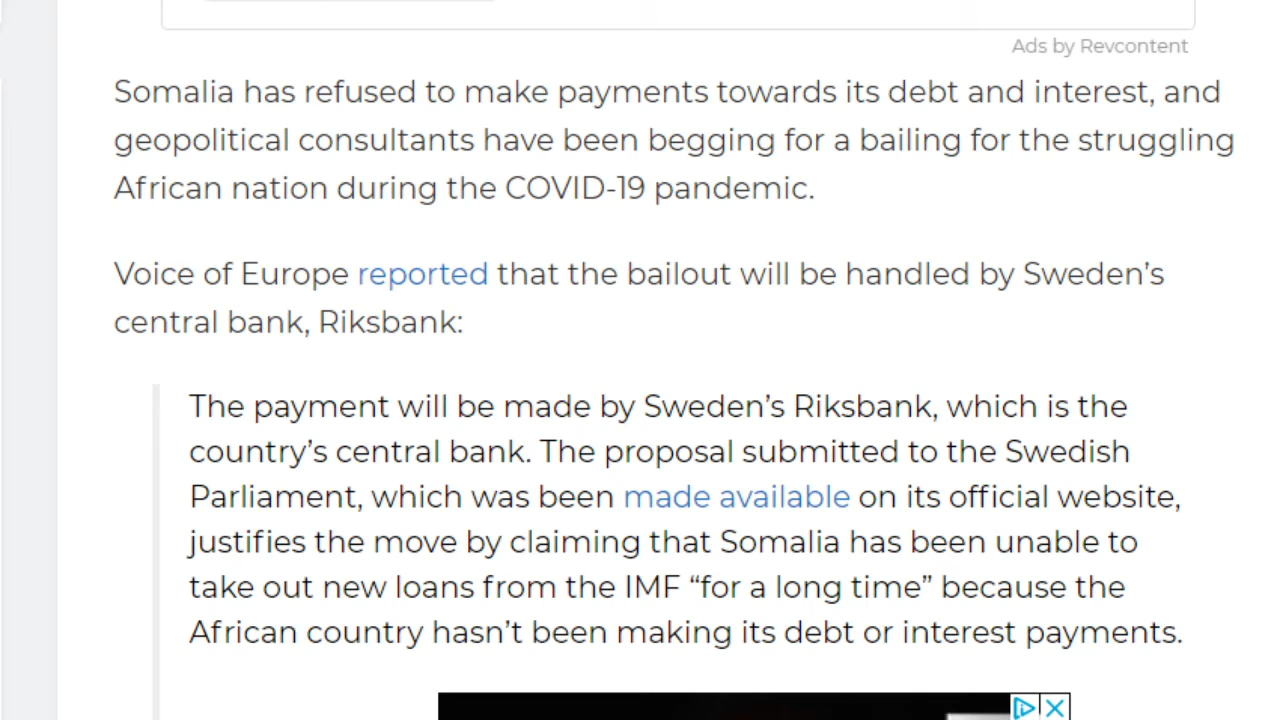 Ads by Revcontent
Somalia has refused to make payments towards its debt and interest, and
geopolitical consultants have been begging for a bailing for the struggling
African nation during the COVID-19 pandemic.
Voice of Europe reported that the bailout will be handled by Sweden’s
central bank, Riksbank:
The payment will be made by Sweden’s Riksbank, which is the
country’s central bank. The proposal submitted to the Swedish
Parliament, which was been made available on its official website,
justifies the move by claiming that Somalia has been unable to
take out new loans from the IMF “for a long time” because the
African country hasn’t been making its debt or interest payments.